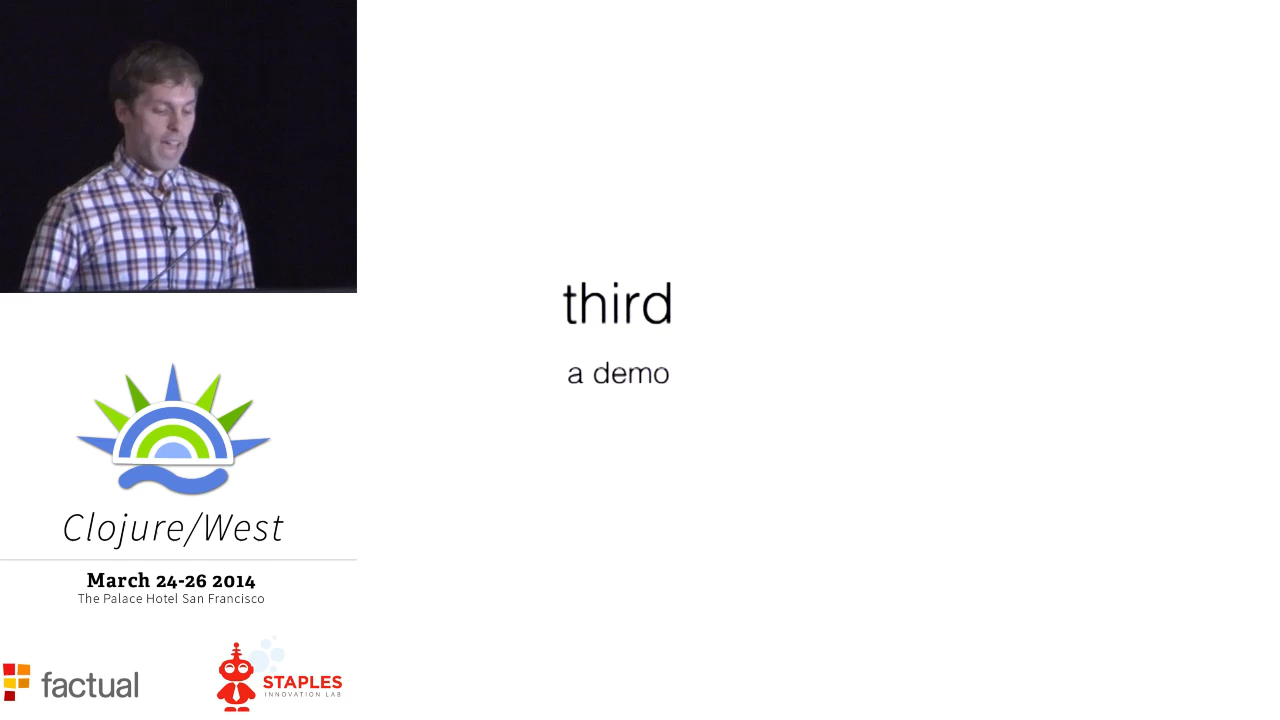 third
a demo
Clojure/West
March 24-26 2014
The Palace Hotel San Francisco
factual
STAPLES
INNOVATION LAB